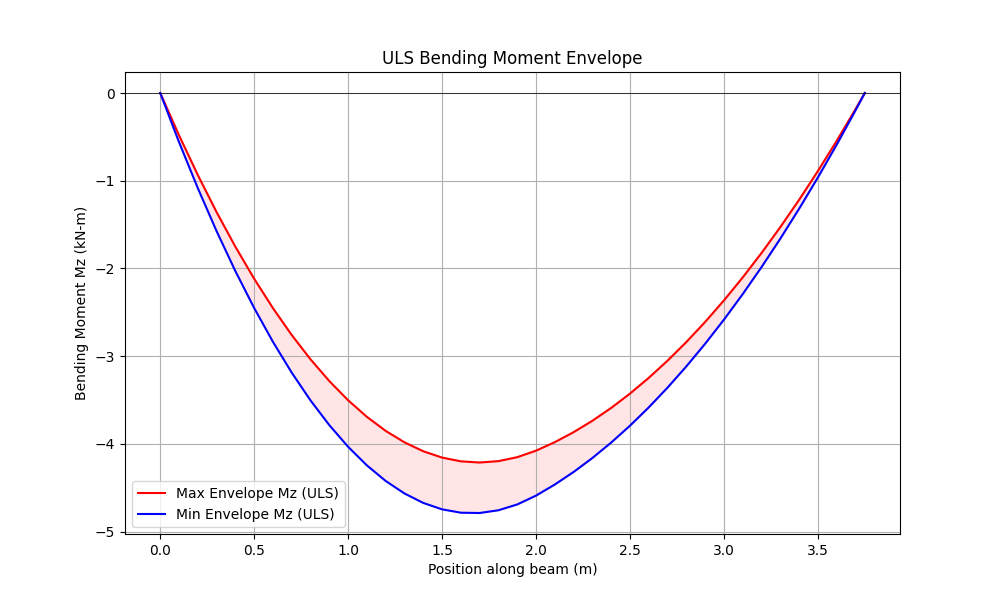 ULS Bending Moment Envelope
Bending Moment Mz (kN-m)
0
−1
−2
−3
−4
−5
Max Envelope Mz (ULS)
Min Envelope Mz (ULS)
0.0 0.5 1.0 1.5 2.0 2.5 3.0 3.5
Position along beam (m)